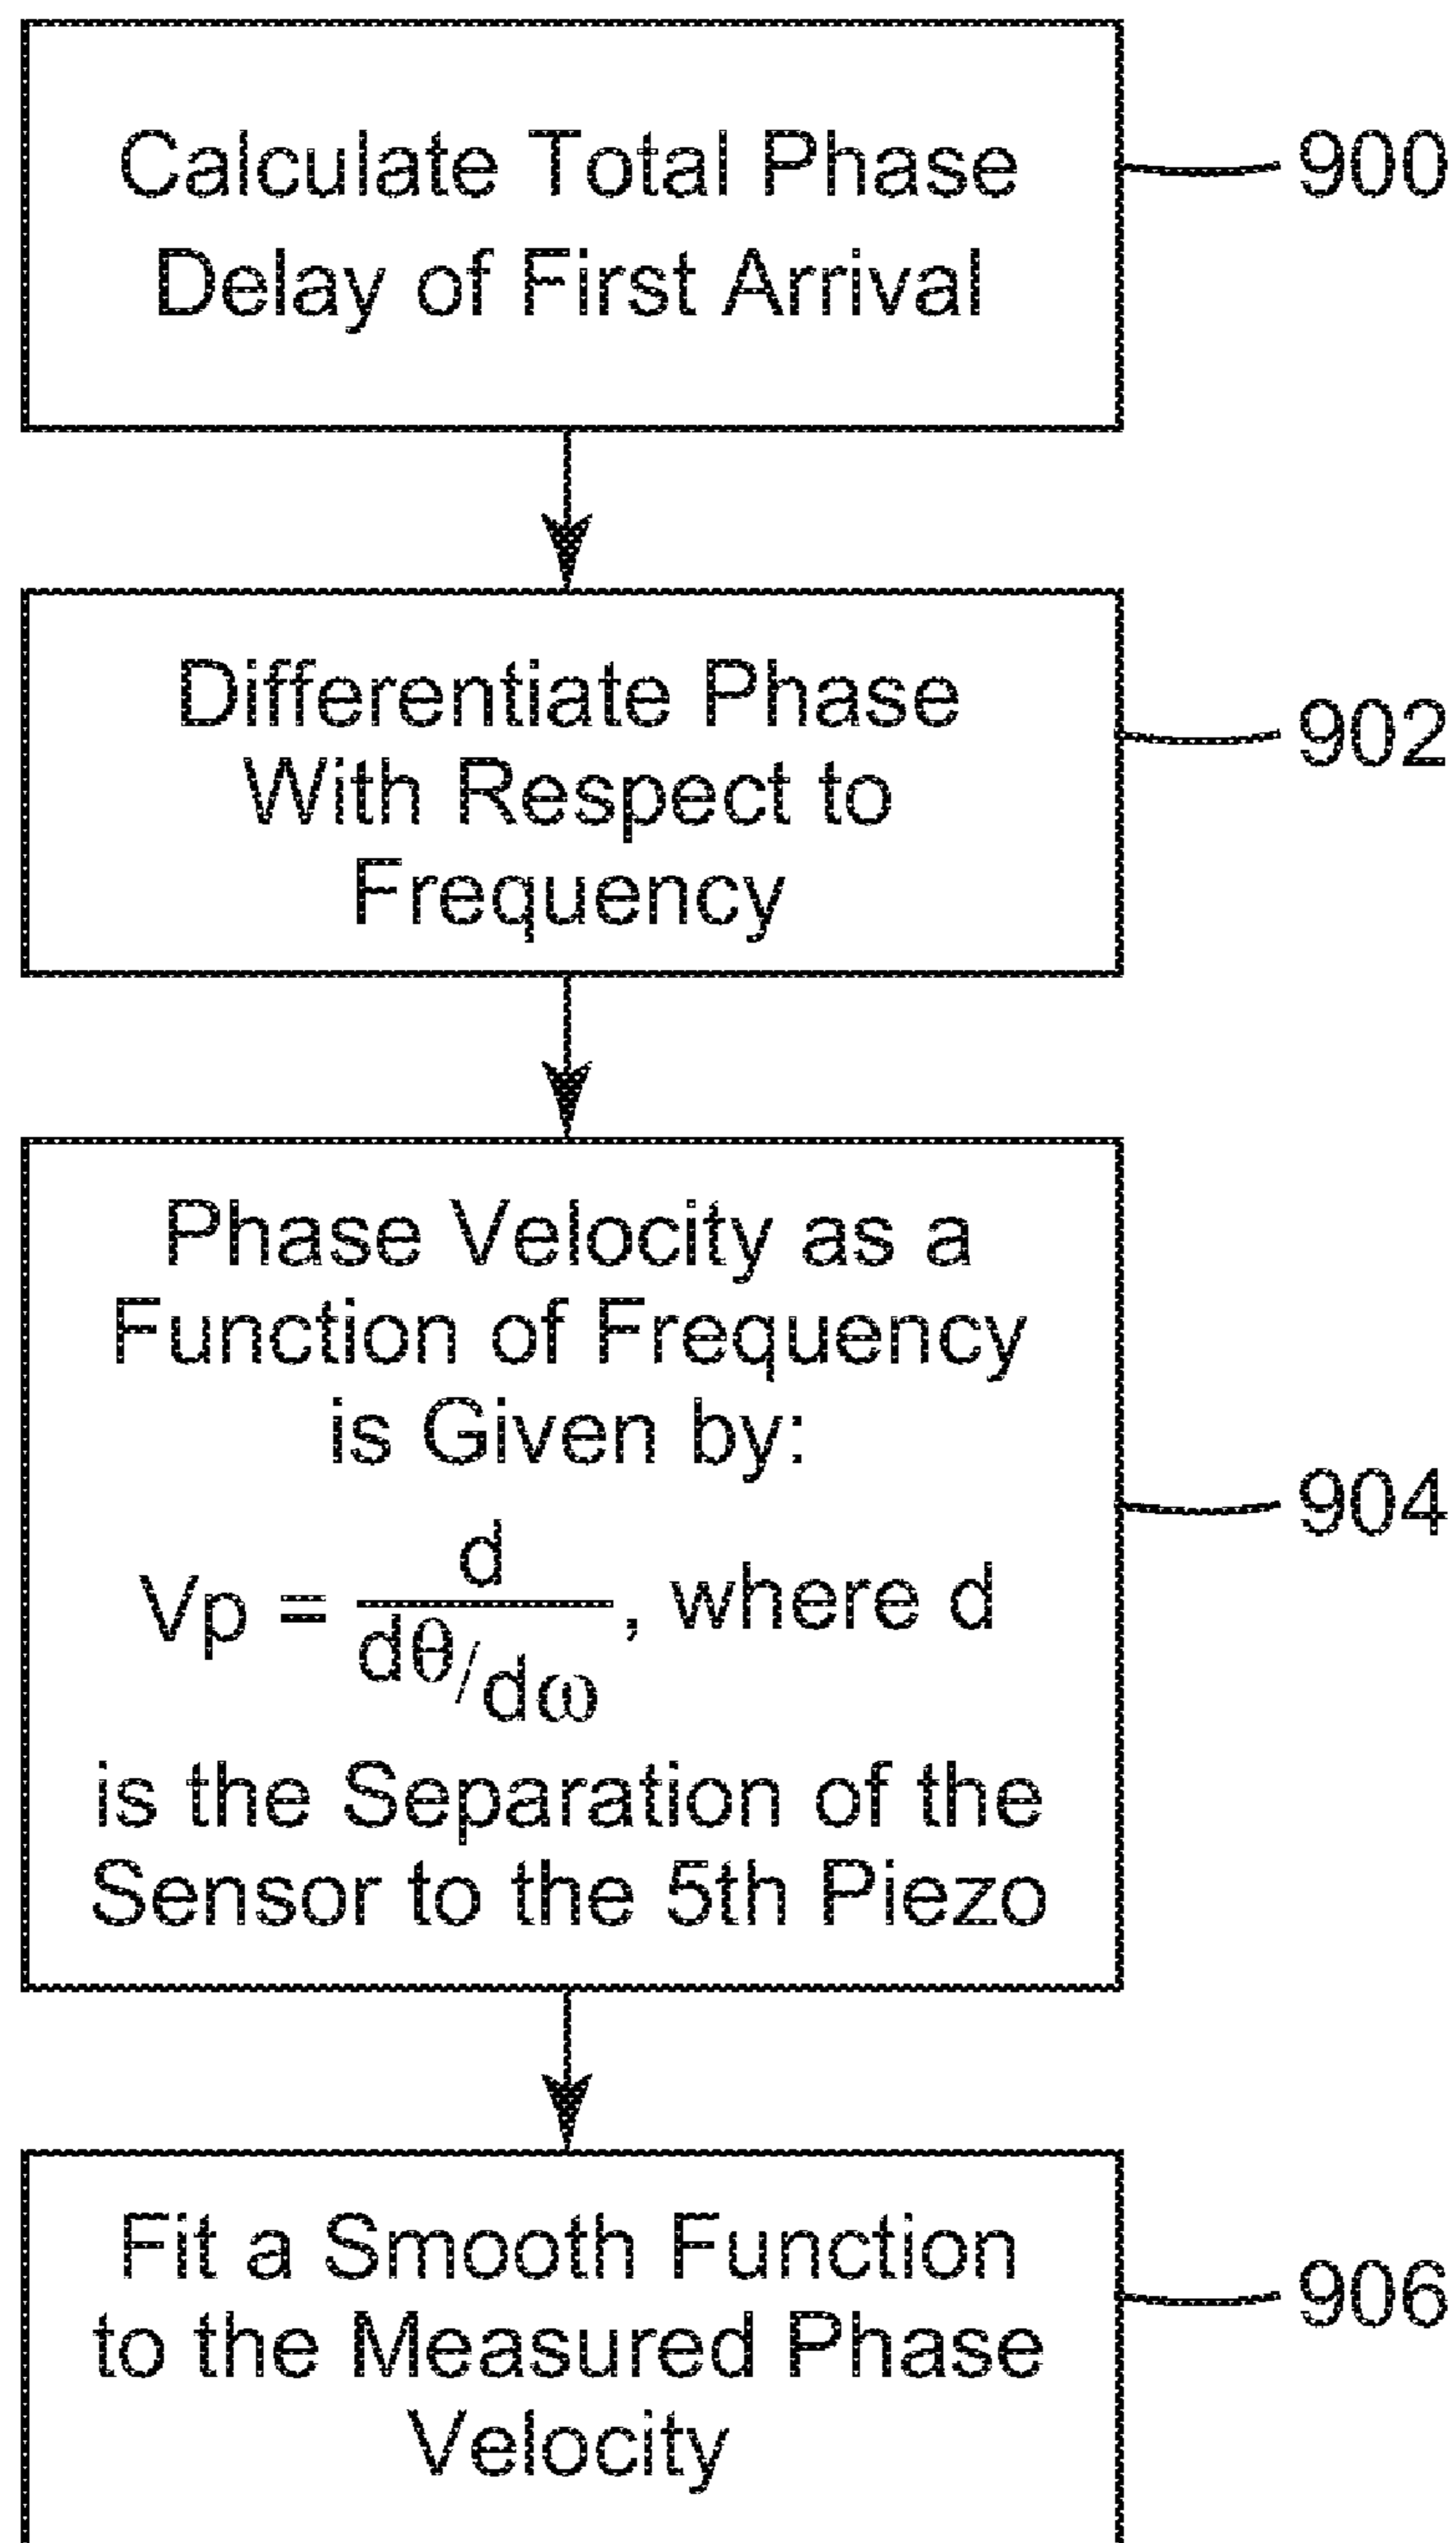 Calculate Total Phase
Delay of First Arrival
900
Differentiate Phase
With Respect to
Frequency
902
Phase Velocity as a
Function of Frequency
is Given by:
Vp = d / dθ/dω, where d
is the Separation of the
Sensor to the 5th Piezo
904
Fit a Smooth Function
to the Measured Phase
Velocity
906